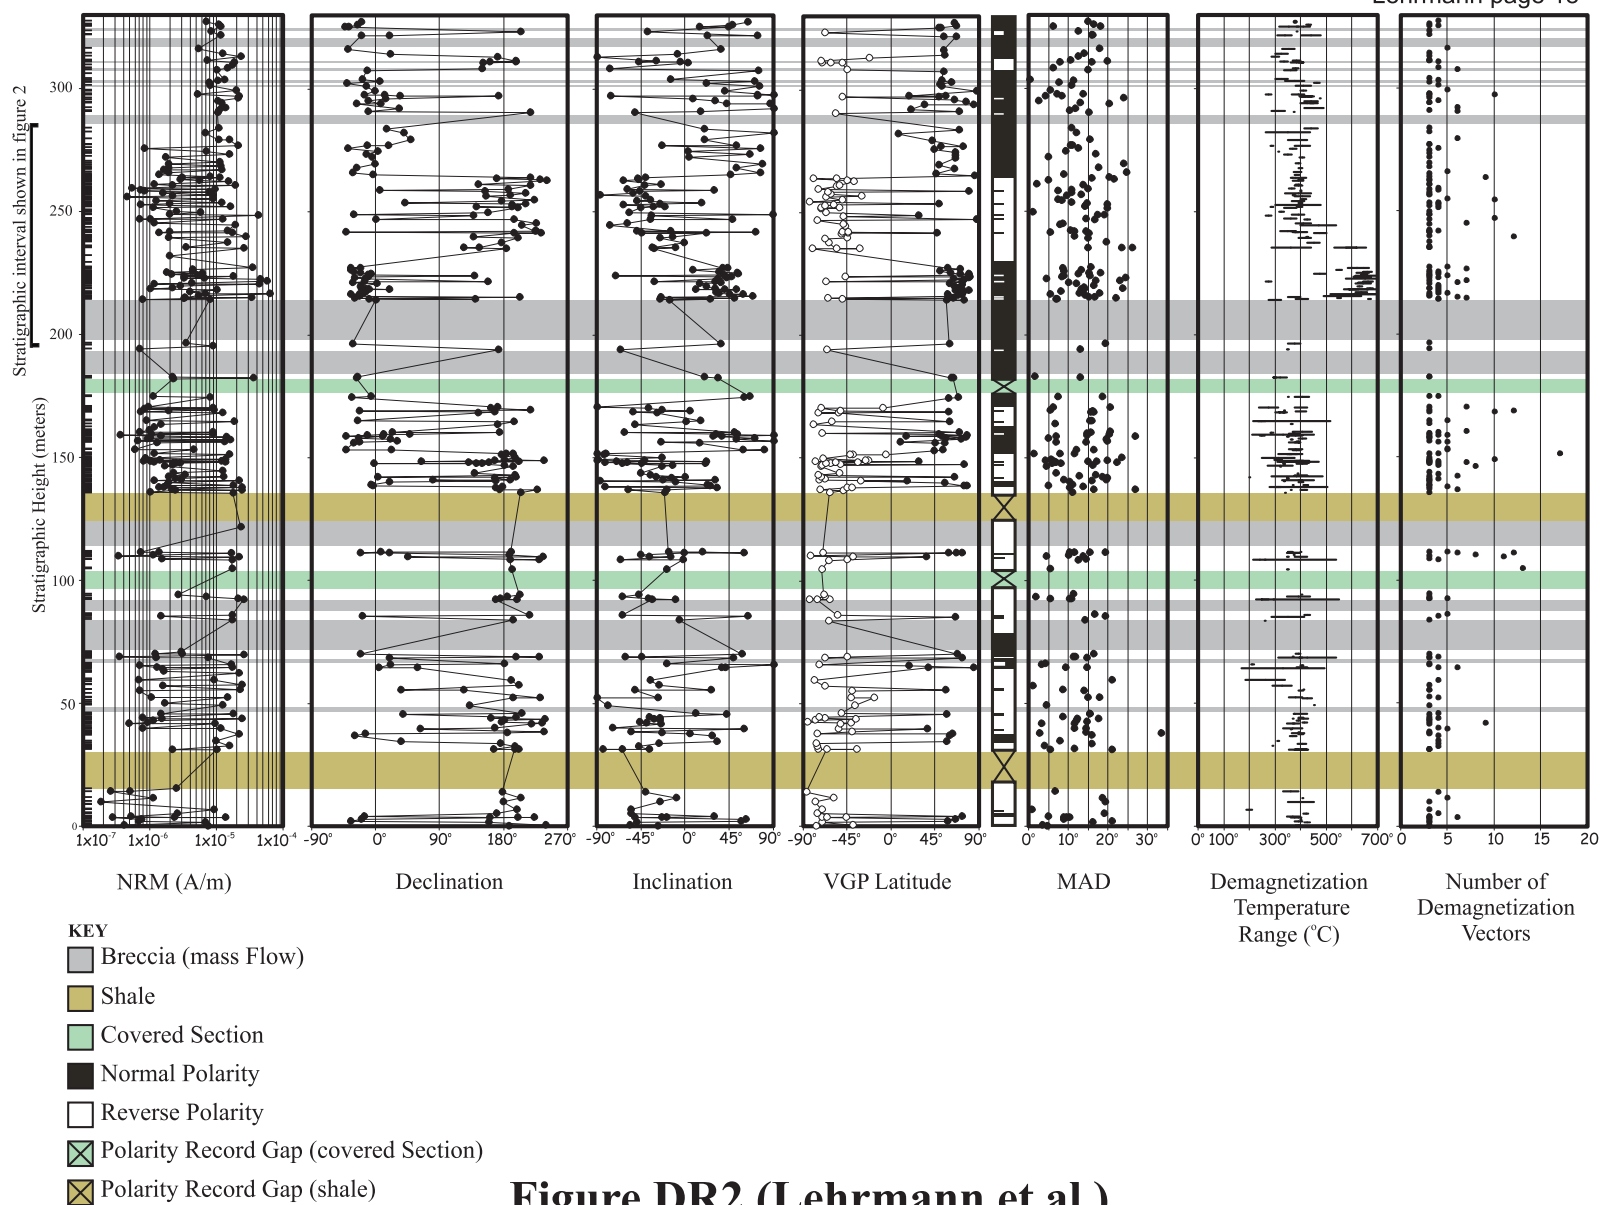 Lehrmann page 18
Stratigraphic interval shown in figure 2
Stratigraphic Height (meters)
300
250
200
150
100
50
0
1x10-7 1x10-6 1x10-5 1x10-4
-90° 0 90° 180° 270°
-90° -45° 0° 45° 90°
-90° -45° 0° 45° 90°
0° 10° 20° 30°
0° 100 300 500 700°
0 5 10 15 20
NRM (A/m)
Declination
Inclination
VGP Latitude
MAD
Demagnetization
Temperature
Range (°C)
Number of
Demagnetization
Vectors
KEY
Breccia (mass Flow)
Shale
Covered Section
Normal Polarity
Reverse Polarity
Polarity Record Gap (covered Section)
Polarity Record Gap (shale)
Figure DR2 (Lehrmann et al.)